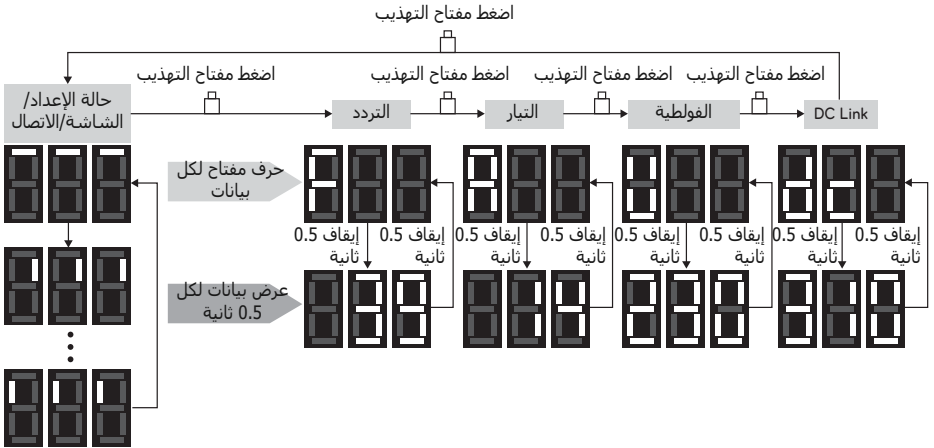 اضغط مفتاح التهذيب
اضغط مفتاح التهذيب
اضغط مفتاح التهذيب
اضغط مفتاح التهذيب
اضغط مفتاح التهذيب
حالة الإعداد/
الشاشة/الاتصال
التردد
التيار
الفولطية
DC Link
حرف مفتاح لكل
بيانات
إيقاف 0.5
ثانية
إيقاف 0.5
ثانية
إيقاف 0.5
ثانية
إيقاف 0.5
ثانية
إيقاف 0.5
ثانية
إيقاف 0.5
ثانية
إيقاف 0.5
ثانية
إيقاف 0.5
ثانية
عرض بيانات لكل
0.5 ثانية